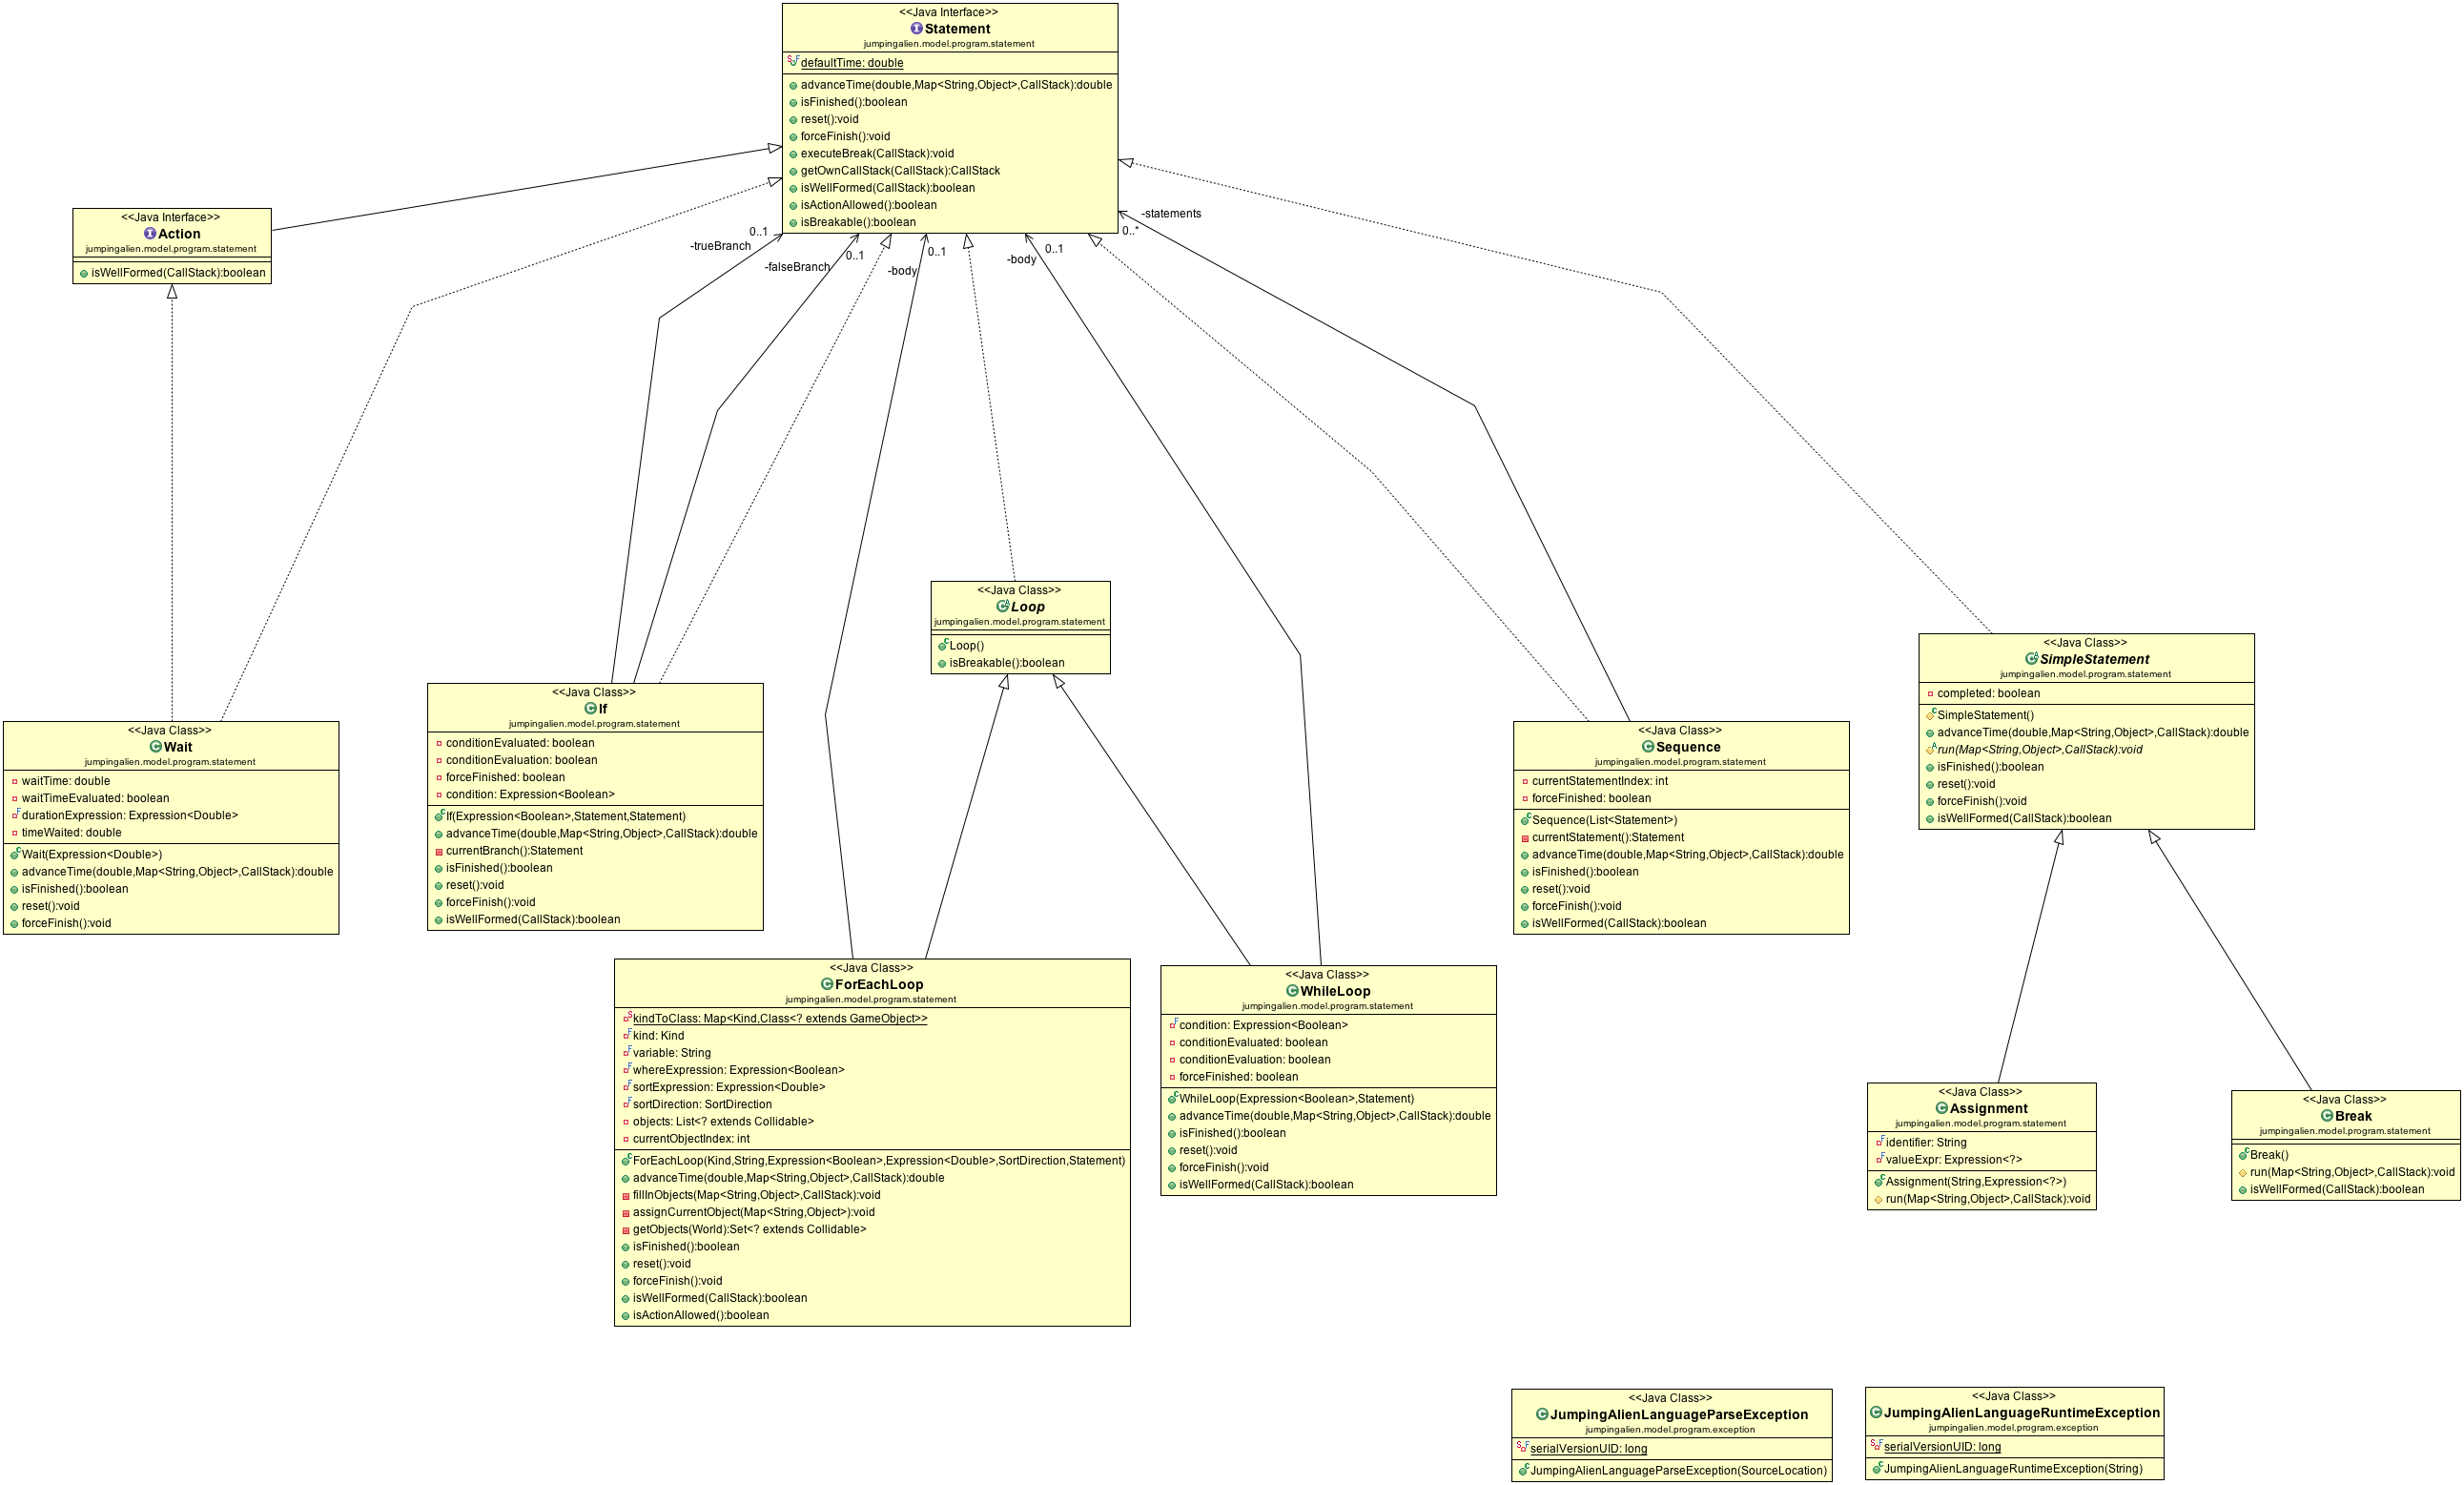 <<Java Interface>>
Statement
jumpingalien.model.program.statement
defaultTime: double
advanceTime(double,Map<String,Object>,CallStack):double
isFinished():boolean
reset():void
forceFinish():void
executeBreak(CallStack):void
getOwnCallStack(CallStack):CallStack
isWellFormed(CallStack):boolean
isActionAllowed():boolean
isBreakable():boolean
<<Java Interface>>
Action
jumpingalien.model.program.statement
isWellFormed(CallStack):boolean
-statements
0..*
0..1
-trueBranch
-falseBranch
0..1
-body
0..1
-body
0..1
<<Java Class>>
Loop
jumpingalien.model.program.statement
Loop()
isBreakable():boolean
<<Java Class>>
SimpleStatement
jumpingalien.model.program.statement
completed: boolean
SimpleStatement()
advanceTime(double,Map<String,Object>,CallStack):double
run(Map<String,Object>,CallStack):void
isFinished():boolean
reset():void
forceFinish():void
isWellFormed(CallStack):boolean
<<Java Class>>
Wait
jumpingalien.model.program.statement
waitTime: double
waitTimeEvaluated: boolean
durationExpression: Expression<Double>
timeWaited: double
Wait(Expression<Double>)
advanceTime(double,Map<String,Object>,CallStack):double
isFinished():boolean
reset():void
forceFinish():void
<<Java Class>>
If
jumpingalien.model.program.statement
conditionEvaluated: boolean
conditionEvaluation: boolean
forceFinished: boolean
condition: Expression<Boolean>
If(Expression<Boolean>,Statement,Statement)
advanceTime(double,Map<String,Object>,CallStack):double
currentBranch():Statement
isFinished():boolean
reset():void
forceFinish():void
isWellFormed(CallStack):boolean
<<Java Class>>
Sequence
jumpingalien.model.program.statement
currentStatementIndex: int
forceFinished: boolean
Sequence(List<Statement>)
currentStatement():Statement
advanceTime(double,Map<String,Object>,CallStack):double
isFinished():boolean
reset():void
forceFinish():void
isWellFormed(CallStack):boolean
<<Java Class>>
ForEachLoop
jumpingalien.model.program.statement
kindToClass: Map<Kind,Class<? extends GameObject>>
kind: Kind
variable: String
whereExpression: Expression<Boolean>
sortExpression: Expression<Double>
sortDirection: SortDirection
objects: List<? extends Collidable>
currentObjectIndex: int
ForEachLoop(Kind,String,Expression<Boolean>,Expression<Double>,SortDirection,Statement)
advanceTime(double,Map<String,Object>,CallStack):double
fillInObjects(Map<String,Object>,CallStack):void
assignCurrentObject(Map<String,Object>):void
getObjects(World):Set<? extends Collidable>
isFinished():boolean
reset():void
forceFinish():void
isWellFormed(CallStack):boolean
isActionAllowed():boolean
<<Java Class>>
WhileLoop
jumpingalien.model.program.statement
condition: Expression<Boolean>
conditionEvaluated: boolean
conditionEvaluation: boolean
forceFinished: boolean
WhileLoop(Expression<Boolean>,Statement)
advanceTime(double,Map<String,Object>,CallStack):double
isFinished():boolean
reset():void
forceFinish():void
isWellFormed(CallStack):boolean
<<Java Class>>
Assignment
jumpingalien.model.program.statement
identifier: String
valueExpr: Expression<?>
Assignment(String,Expression<?>)
run(Map<String,Object>,CallStack):void
<<Java Class>>
Break
jumpingalien.model.program.statement
Break()
run(Map<String,Object>,CallStack):void
isWellFormed(CallStack):boolean
<<Java Class>>
JumpingAlienLanguageParseException
jumpingalien.model.program.exception
serialVersionUID: long
JumpingAlienLanguageParseException(SourceLocation)
<<Java Class>>
JumpingAlienLanguageRuntimeException
jumpingalien.model.program.exception
serialVersionUID: long
JumpingAlienLanguageRuntimeException(String)